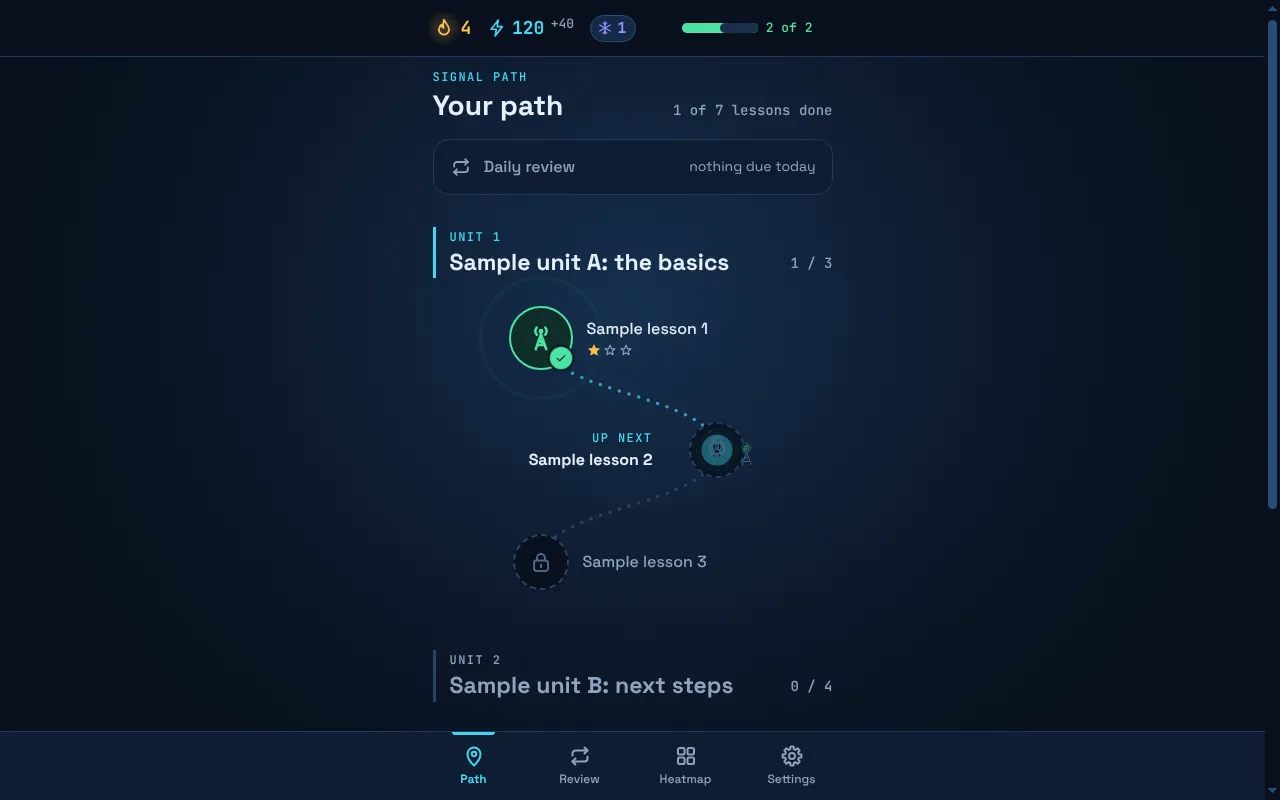 4 120 +40 1 2 of 2
SIGNAL PATH
Your path 1 of 7 lessons done
Daily review nothing due today
UNIT 1
Sample unit A: the basics 1 / 3
Sample lesson 1
UP NEXT
Sample lesson 2
Sample lesson 3
UNIT 2
Sample unit B: next steps 0 / 4
Path Review Heatmap Settings